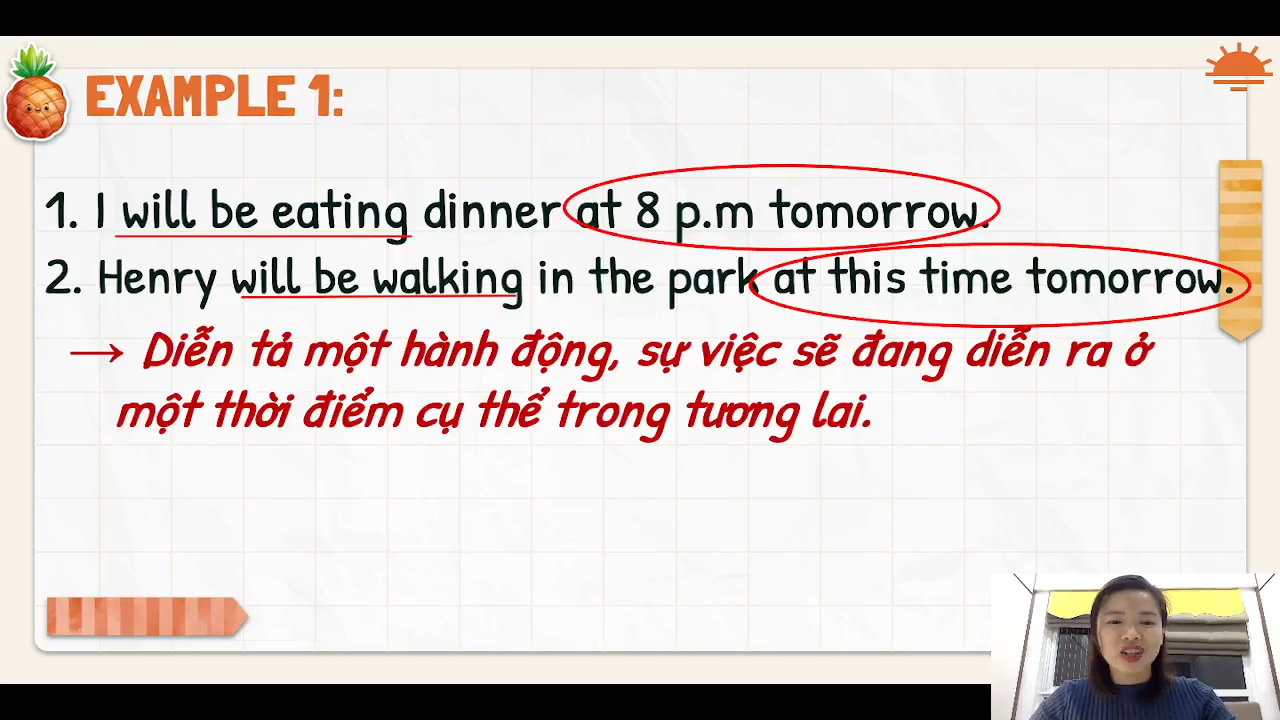 EXAMPLE 1:
1. I will be eating dinner at 8 p.m tomorrow.
2. Henry will be walking in the park at this time tomorrow.
→ Diễn tả một hành động, sự việc sẽ đang diễn ra ở
một thời điểm cụ thể trong tương lai.